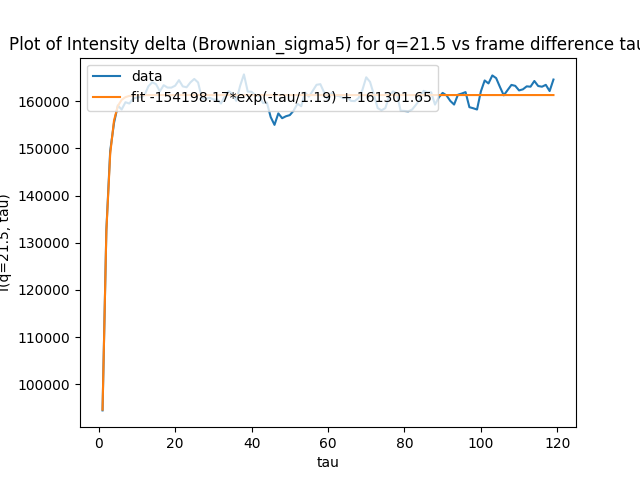 Plot of Intensity delta (Brownian_sigma5) for q=21.5 vs frame difference tau
data
fit -154198.17*exp(-tau/1.19) + 161301.65
160000
150000
140000
130000
120000
110000
100000
I(q=21.5, tau)
0 20 40 60 80 100 120
tau